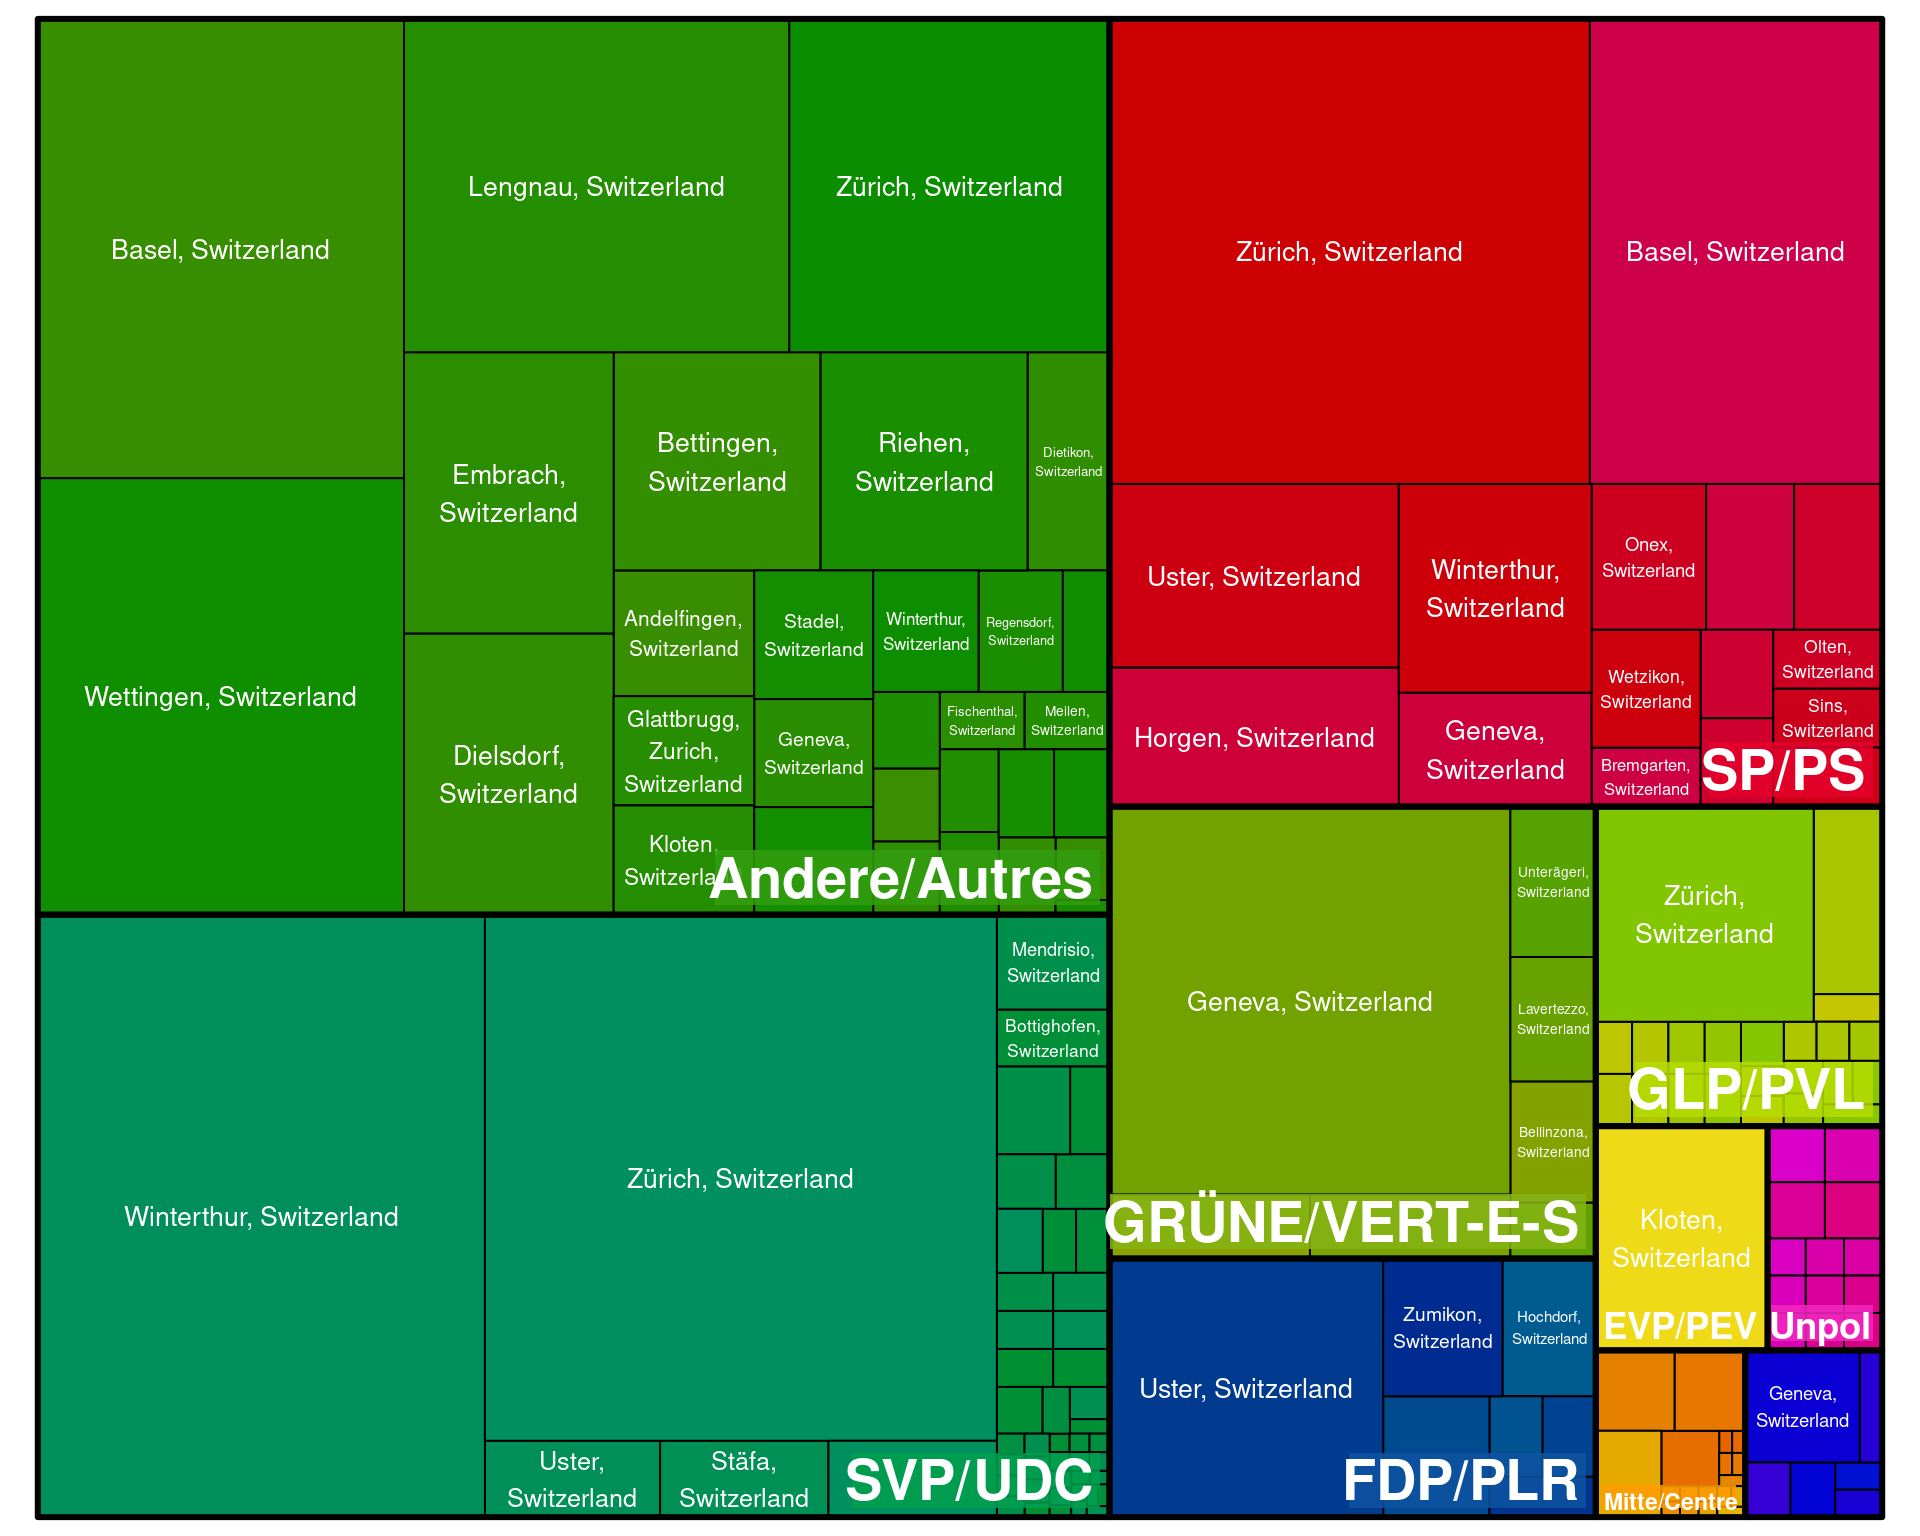 Basel, Switzerland
Lengnau, Switzerland
Zürich, Switzerland
Wettingen, Switzerland
Embrach,
Switzerland
Bettingen,
Switzerland
Riehen,
Switzerland
Dietikon,
Switzerland
Dielsdorf,
Switzerland
Andelfingen,
Switzerland
Stadel,
Switzerland
Winterthur,
Switzerland
Regensdorf,
Switzerland
Glattbrugg,
Zurich,
Switzerland
Geneva,
Switzerland
Fischenthal,
Switzerland
Meilen,
Switzerland
Kloten,
Andere/Autres
Zürich, Switzerland
Basel, Switzerland
Uster, Switzerland
Winterthur,
Switzerland
Onex,
Switzerland
Horgen, Switzerland
Geneva,
Switzerland
Wetzikon,
Switzerland
Olten,
Switzerland
Sins,
Switzerland
Bremgarten,
Switzerland
SP/PS
Winterthur, Switzerland
Zürich, Switzerland
Mendrisio,
Switzerland
Bottighofen,
Switzerland
Uster,
Switzerland
Stäfa,
Switzerland
SVP/UDC
Geneva, Switzerland
Unterägeri,
Switzerland
Lavertezzo,
Switzerland
Bellinzona,
Switzerland
GRÜNE/VERT-E-S
Zürich,
Switzerland
GLP/PVL
Uster, Switzerland
Zumikon,
Switzerland
Hochdorf,
Switzerland
FDP/PLR
Kloten,
Switzerland
EVP/PEV
Unpol
Mitte/Centre
Geneva,
Switzerland